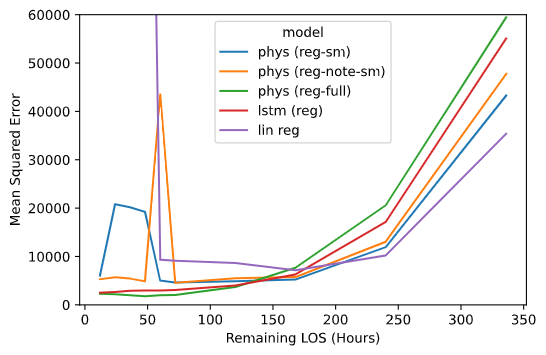 60000
50000
40000
30000
20000
10000
0
Mean Squared Error
model
phys (reg-sm)
phys (reg-note-sm)
phys (reg-full)
lstm (reg)
lin reg
0 50 100 150 200 250 300 350
Remaining LOS (Hours)